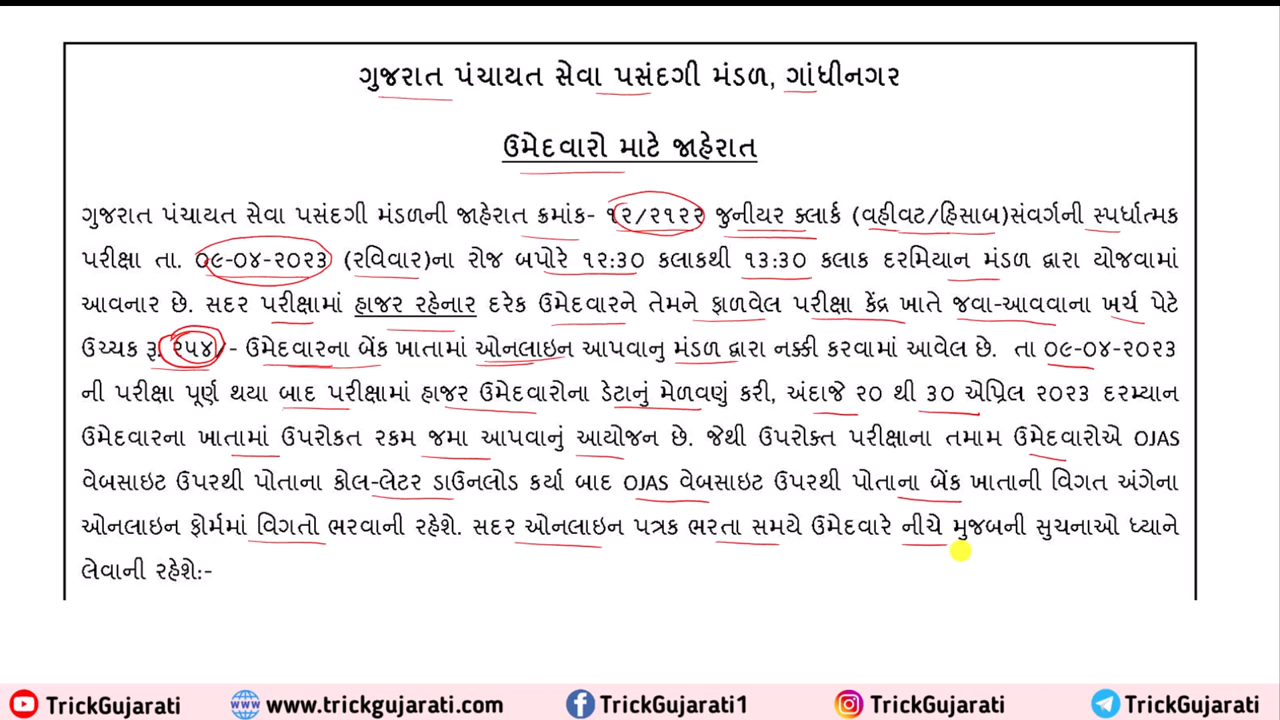 ગુજરાત પંચાયત સેવા પસંદગી મંડળ, ગાંધીનગર
ઉમેદવારો માટે જાહેરાત
ગુજરાત પંચાયત સેવા પસંદગી મંડળની જાહેરાત ક્રમાંક- ૧૨/૨૧૨૨ જુનીયર ક્લાર્ક (વહીવટ/હિસાબ)સંવર્ગની સ્પર્ધાત્મક
પરીક્ષા તા. ૦૯-૦૪-૨૦૨૩ (રવિવાર)ના રોજ બપોરે ૧૨:૩૦ કલાકથી ૧૩:૩૦ કલાક દરમિયાન મંડળ દ્વારા યોજવામાં
આવનાર છે. સદર પરીક્ષામાં હાજર રહેનાર દરેક ઉમેદવારને તેમને ફાળવેલ પરીક્ષા કેંદ્ર ખાતે જવા-આવવાના ખર્ચ પેટે
ઉચ્ચક રૂ. ૨૫૪/- ઉમેદવારના બેંક ખાતામાં ઓનલાઇન આપવાનુ મંડળ દ્વારા નક્કી કરવામાં આવેલ છે. તા ૦૯-૦૪-૨૦૨૩
ની પરીક્ષા પૂર્ણ થયા બાદ પરીક્ષામાં હાજર ઉમેદવારોના ડેટાનું મેળવણું કરી, અંદાજે ૨૦ થી ૩૦ એપ્રિલ ૨૦૨૩ દરમ્યાન
ઉમેદવારના ખાતામાં ઉપરોકત રકમ જમા આપવાનું આયોજન છે. જેથી ઉપરોક્ત પરીક્ષાના તમામ ઉમેદવારોએ OJAS
વેબસાઇટ ઉપરથી પોતાના કોલ-લેટર ડાઉનલોડ કર્યા બાદ OJAS વેબસાઇટ ઉપરથી પોતાના બેંક ખાતાની વિગત અંગેના
ઓનલાઇન ફોર્મમાં વિગતો ભરવાની રહેશે. સદર ઓનલાઇન પત્રક ભરતા સમયે ઉમેદવારે નીચે મુજબની સુચનાઓ ધ્યાને
લેવાની રહેશે:-
TrickGujarati www.trickgujarati.com TrickGujarati1 TrickGujarati TrickGujarati